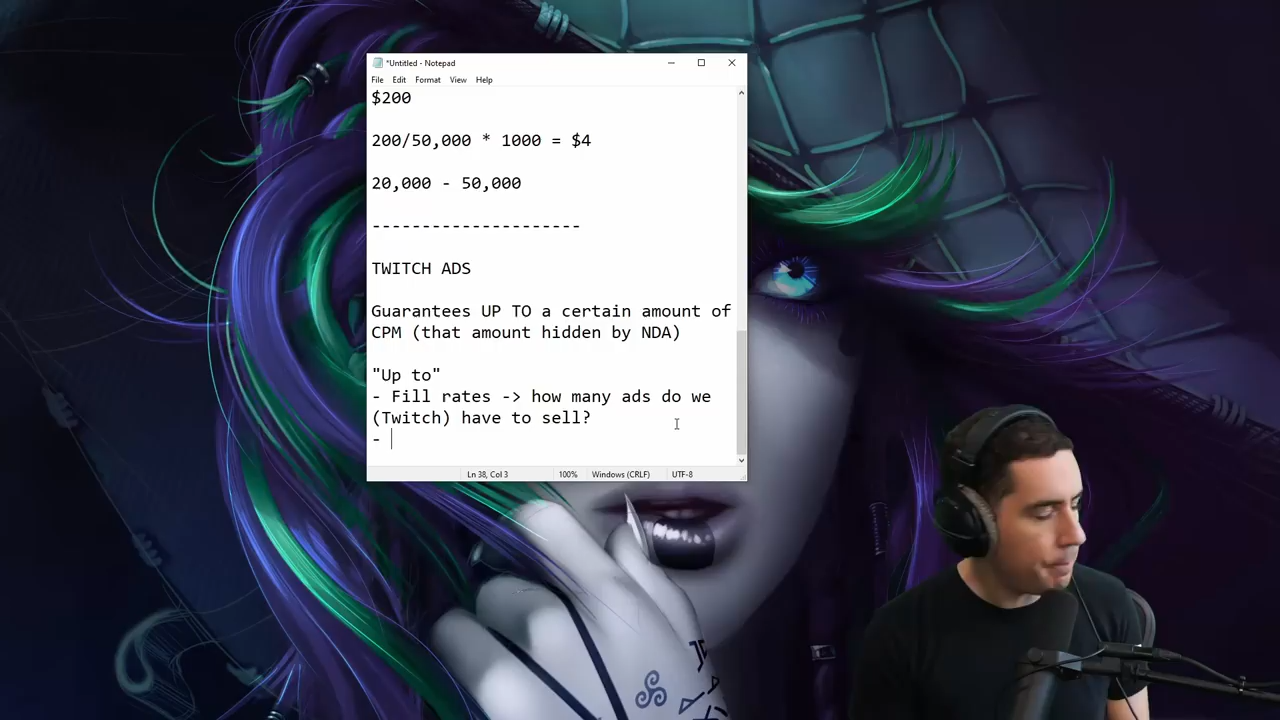 *Untitled - Notepad
File Edit Format View Help
$200
200/50,000 * 1000 = $4
20,000 - 50,000
---------------------
TWITCH ADS
Guarantees UP TO a certain amount of
CPM (that amount hidden by NDA)
"Up to"
- Fill rates -> how many ads do we
(Twitch) have to sell?
-
Ln 38, Col 3 100% Windows (CRLF) UTF-8